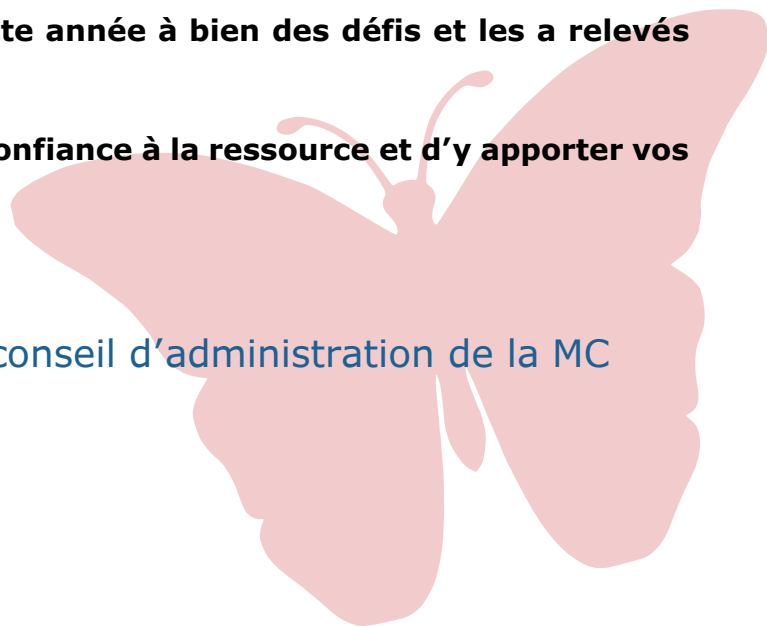 te année à bien des défis et les a relevés
onfiance à la ressource et d’y apporter vos
conseil d’administration de la MC